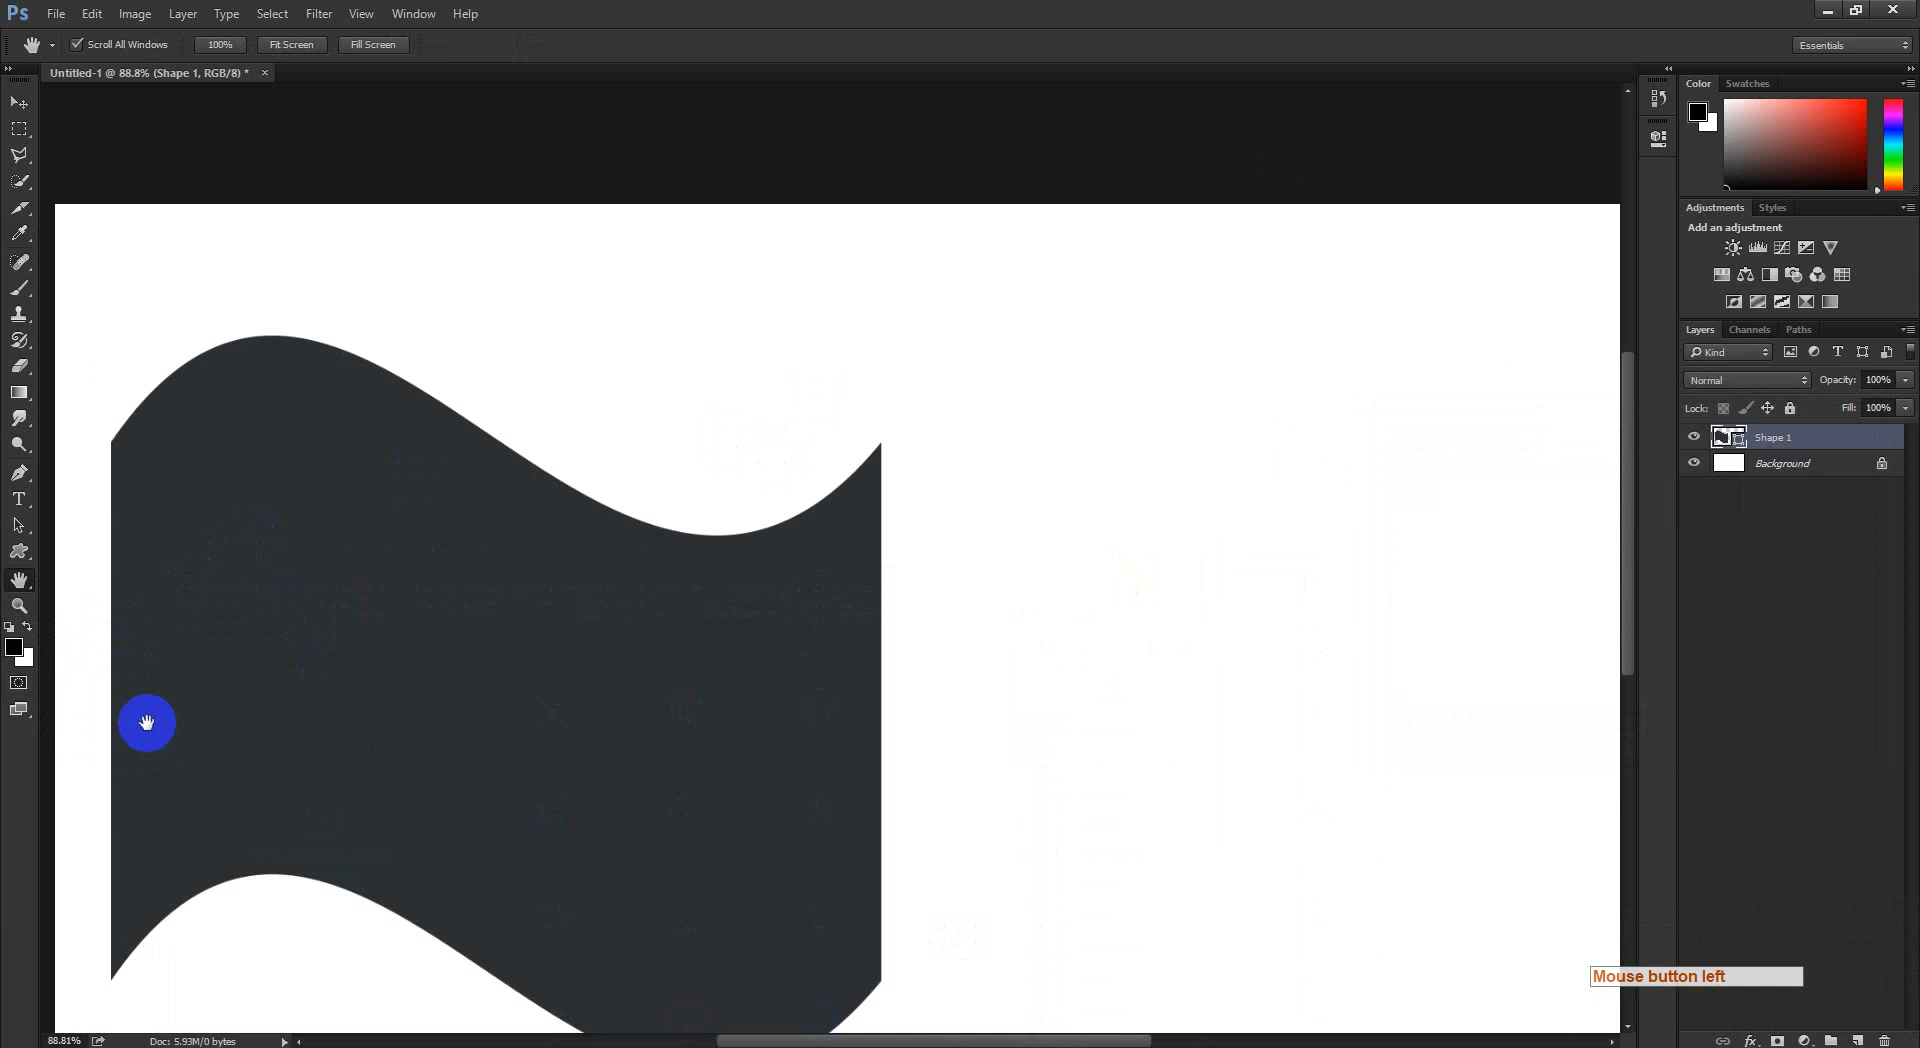 Ps File Edit Image Layer Type Select Filter View Window Help
Scroll All Windows 100% Fit Screen Fill Screen Essentials
Untitled-1 @ 88.8% (Shape 1, RGB/8) * ×
Color Swatches
Adjustments Styles
Add an adjustment
Layers Channels Paths
Kind
Normal Opacity: 100%
Lock: Fill: 100%
Shape 1
Background
Mouse button left
88.81% Doc: 5.93M/0 bytes